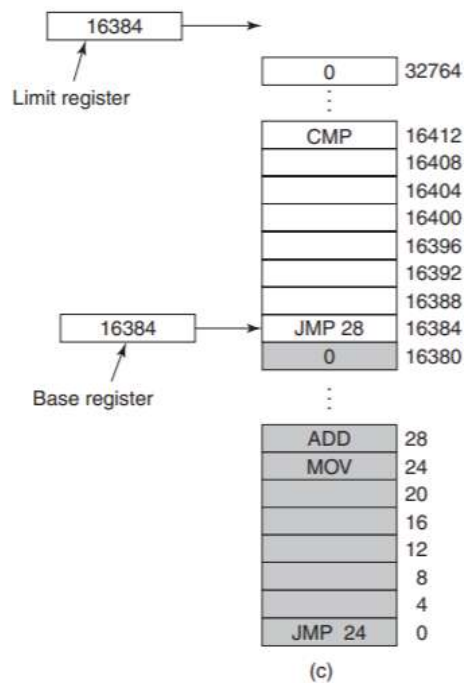 16384
Limit register
0 32764
CMP 16412
16408
16404
16400
16396
16392
16388
16384 JMP 28 16384
0 16380
Base register
ADD 28
MOV 24
20
16
12
8
4
JMP 24 0
(c)